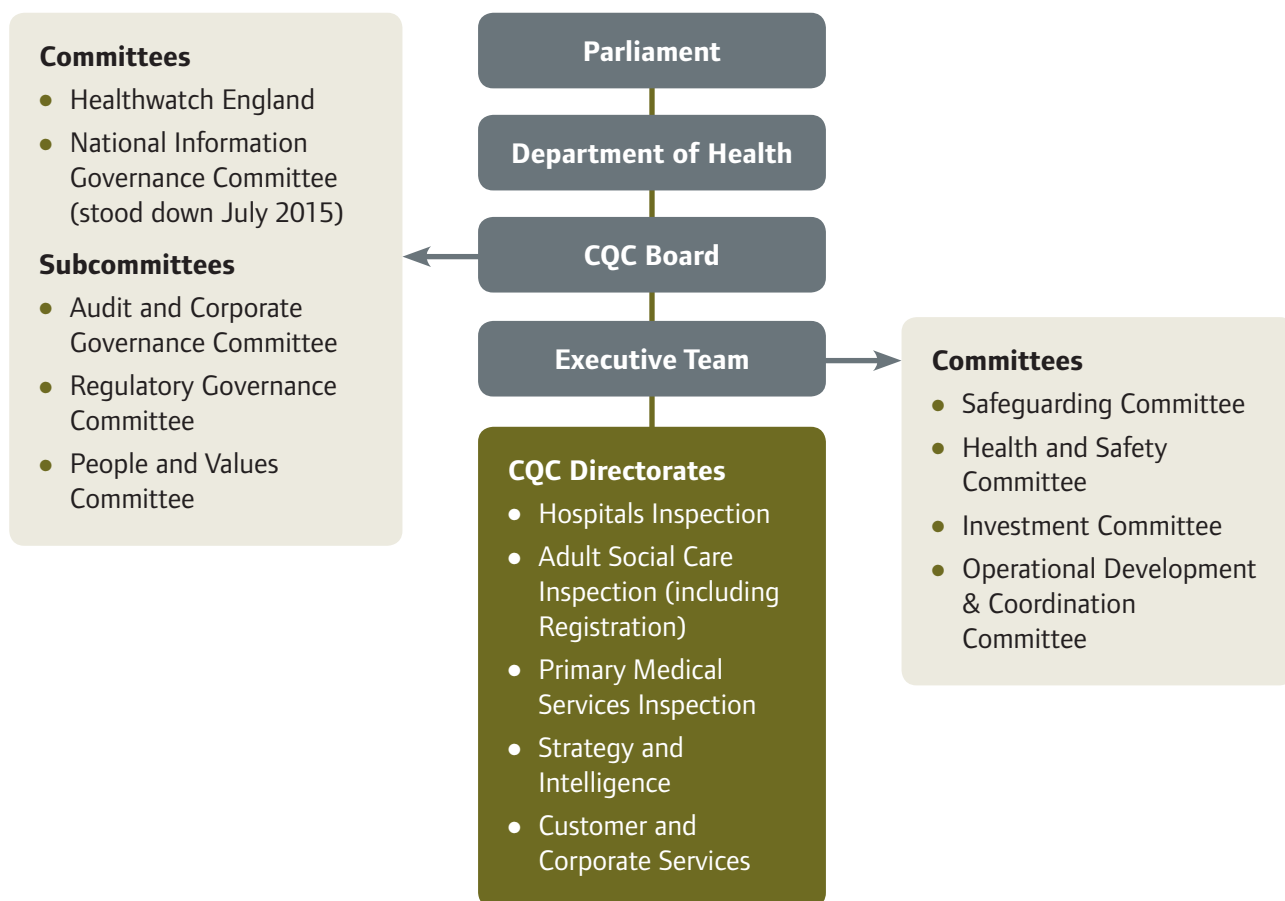 Committees
• Healthwatch England
• National Information
Governance Committee
(stood down July 2015)
Subcommittees
• Audit and Corporate
Governance Committee
• Regulatory Governance
Committee
• People and Values
Committee
Parliament
Department of Health
CQC Board
Executive Team
CQC Directorates
• Hospitals Inspection
• Adult Social Care
Inspection (including
Registration)
• Primary Medical
Services Inspection
• Strategy and
Intelligence
• Customer and
Corporate Services
Committees
• Safeguarding Committee
• Health and Safety
Committee
• Investment Committee
• Operational Development
& Coordination
Committee